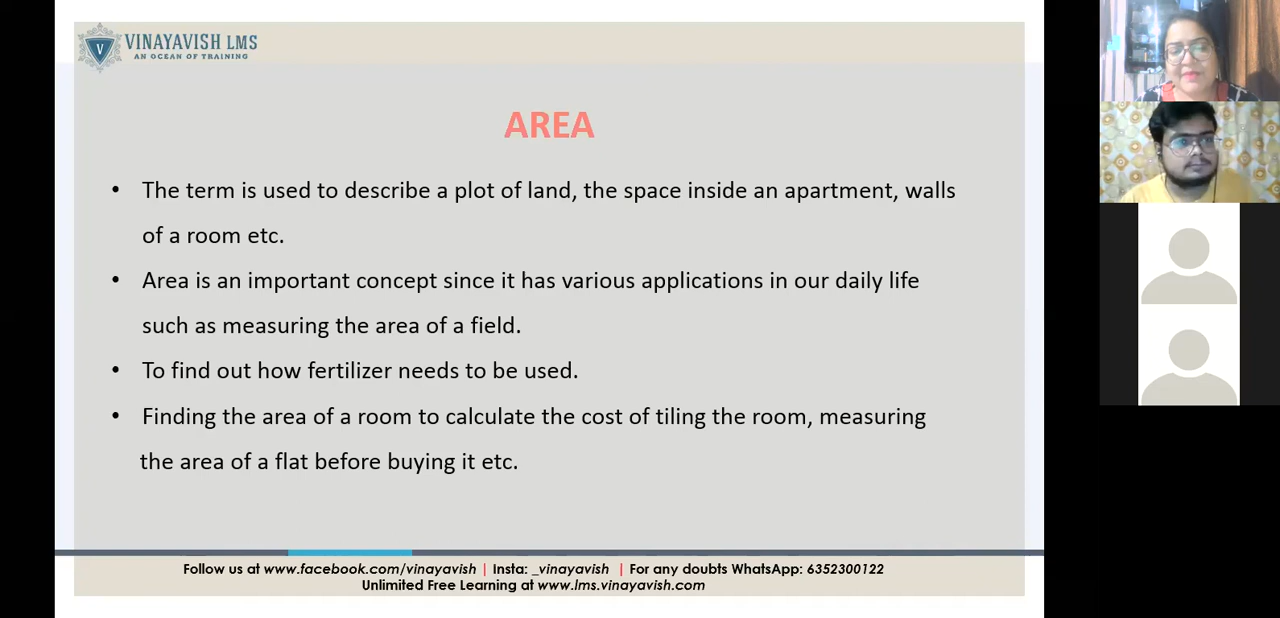 VINAYAVISH LMS
AN OCEAN OF TRAINING
V
AREA
• The term is used to describe a plot of land, the space inside an apartment, walls
of a room etc.
• Area is an important concept since it has various applications in our daily life
such as measuring the area of a field.
• To find out how fertilizer needs to be used.
• Finding the area of a room to calculate the cost of tiling the room, measuring
the area of a flat before buying it etc.
Follow us at www.facebook.com/vinayavish | Insta: _vinayavish | For any doubts WhatsApp: 6352300122
Unlimited Free Learning at www.lms.vinayavish.com